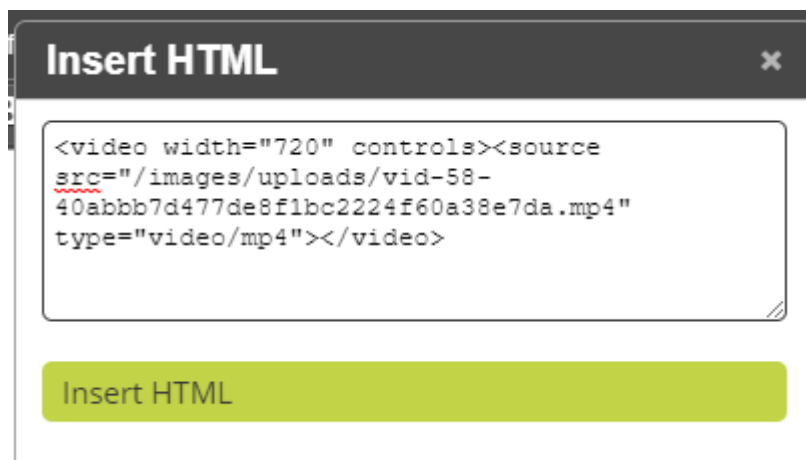 Insert HTML
×
<video width="720" controls><source
src="/images/uploads/vid-58-
40abbb7d477de8f1bc2224f60a38e7da.mp4"
type="video/mp4"></video>
Insert HTML